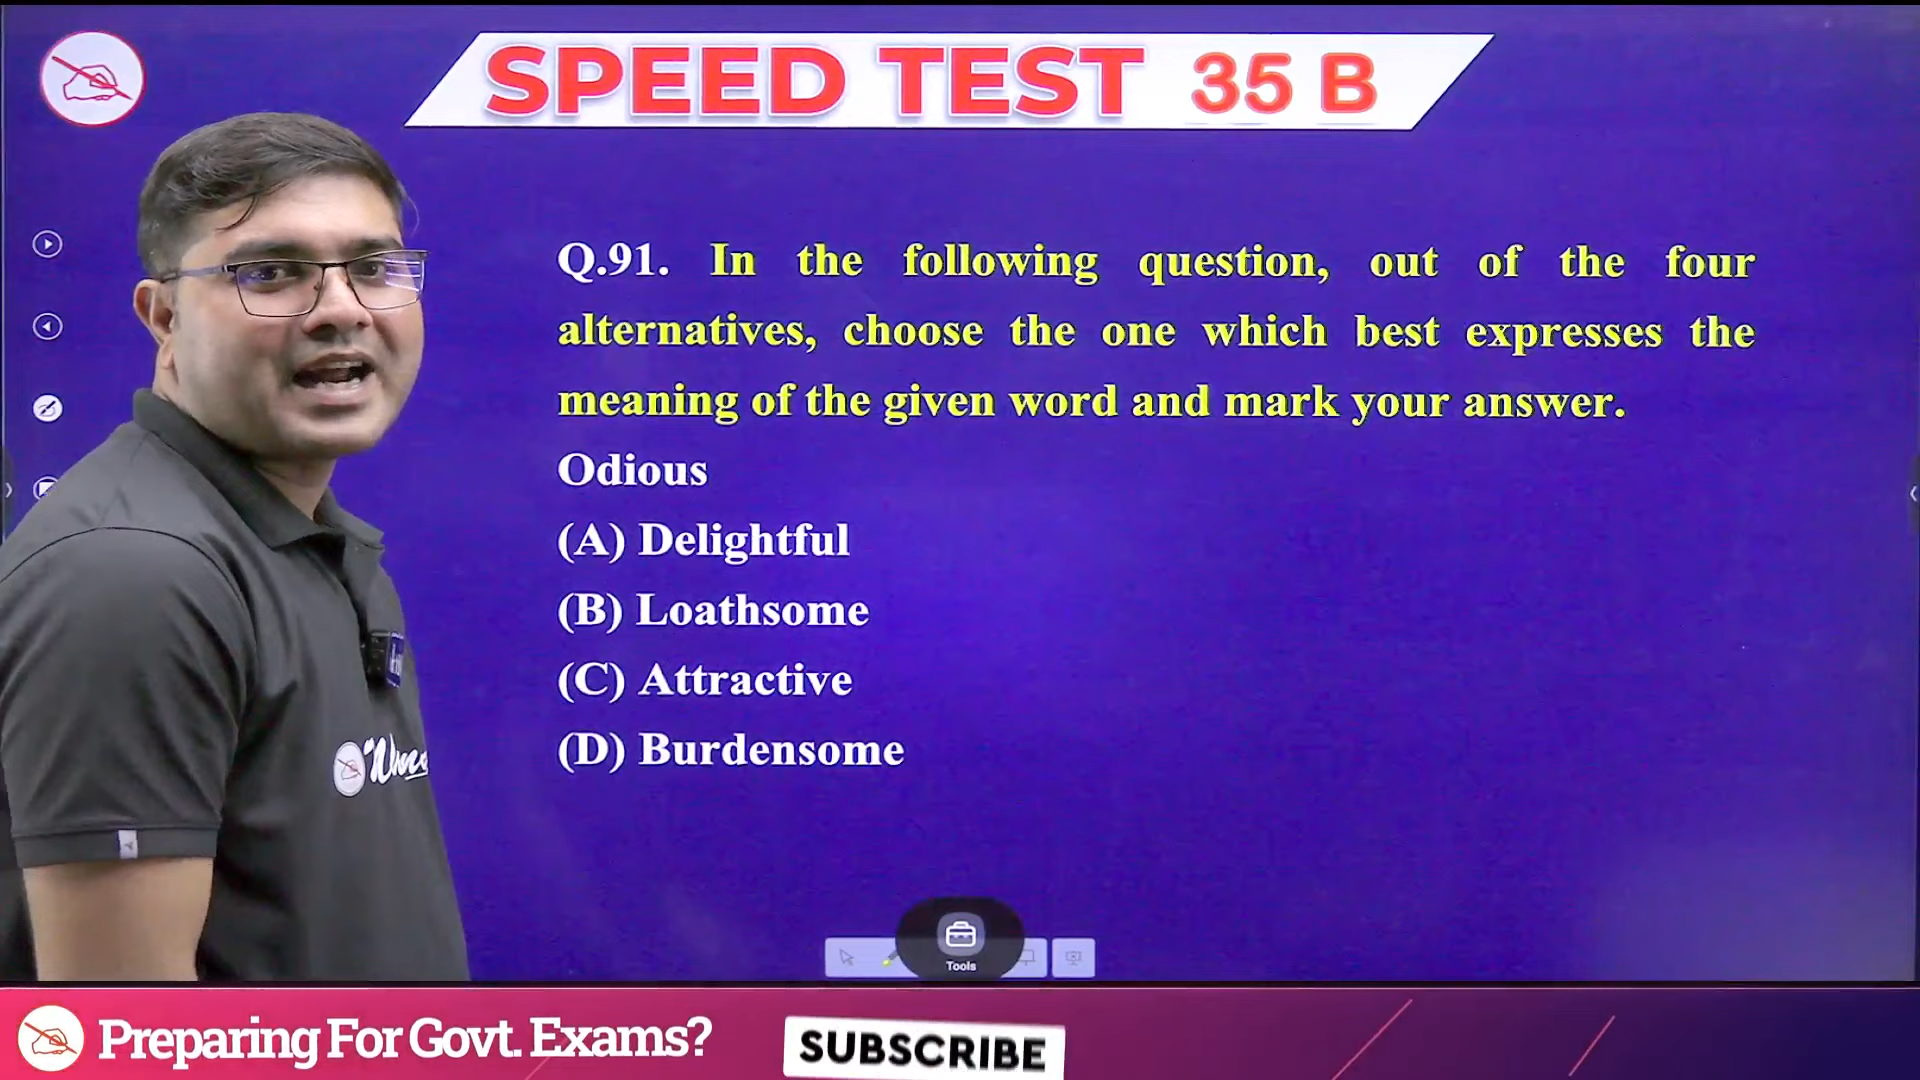 SPEED TEST 35 B
Q.91. In the following question, out of the four
alternatives, choose the one which best expresses the
meaning of the given word and mark your answer.
Odious
(A) Delightful
(B) Loathsome
(C) Attractive
(D) Burdensome
Tools
Preparing For Govt. Exams?
SUBSCRIBE